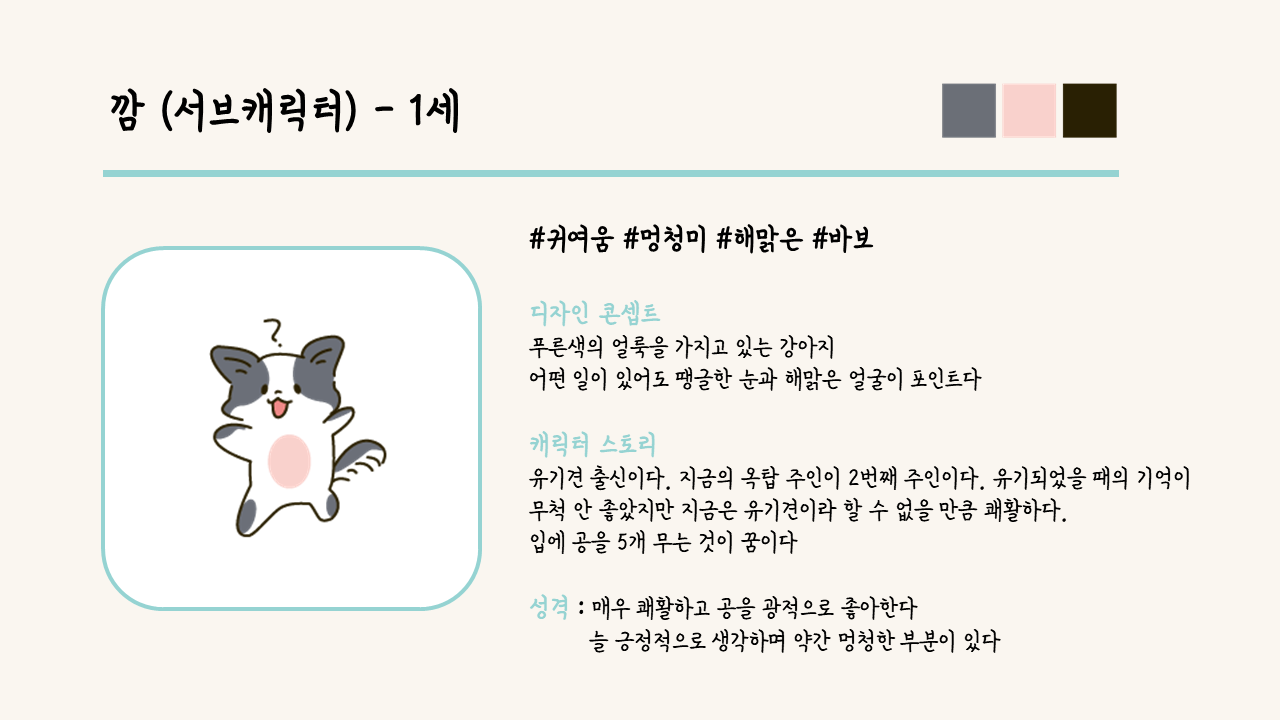 깜 (서브캐릭터) - 1세
#귀여움 #멍청미 #해맑은 #바보
디자인 콘셉트
푸른색의 얼룩을 가지고 있는 강아지
어떤 일이 있어도 땡글한 눈과 해맑은 얼굴이 포인트다
?
캐릭터 스토리
유기견 출신이다. 지금의 옥탑 주인이 2번째 주인이다. 유기되었을 때의 기억이
무척 안 좋았지만 지금은 유기견이라 할 수 없을 만큼 쾌활하다.
입에 공을 5개 무는 것이 꿈이다
성격 : 매우 쾌활하고 공을 광적으로 좋아한다
늘 긍정적으로 생각하며 약간 멍청한 부분이 있다